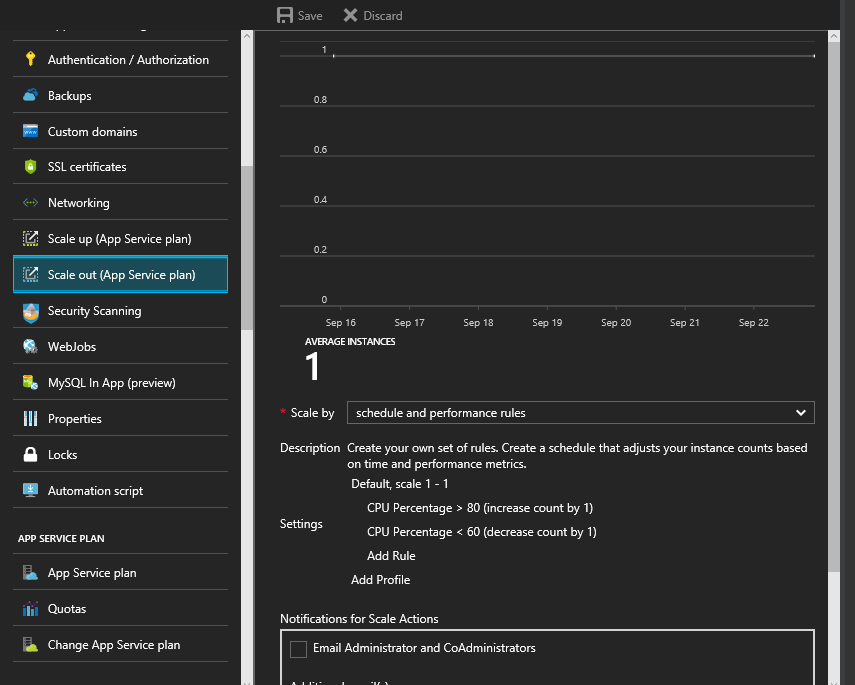 Save Discard
Authentication / Authorization
Backups
Custom domains
SSL certificates
Networking
Scale up (App Service plan)
Scale out (App Service plan)
Security Scanning
WebJobs
MySQL In App (preview)
Properties
Locks
Automation script
APP SERVICE PLAN
App Service plan
Quotas
Change App Service plan
1
0.8
0.6
0.4
0.2
0
Sep 16 Sep 17 Sep 18 Sep 19 Sep 20 Sep 21 Sep 22
AVERAGE INSTANCES
1
* Scale by schedule and performance rules
Description Create your own set of rules. Create a schedule that adjusts your instance counts based
on time and performance metrics.
Default, scale 1 - 1
CPU Percentage > 80 (increase count by 1)
Settings
CPU Percentage < 60 (decrease count by 1)
Add Rule
Add Profile
Notifications for Scale Actions
Email Administrator and CoAdministrators